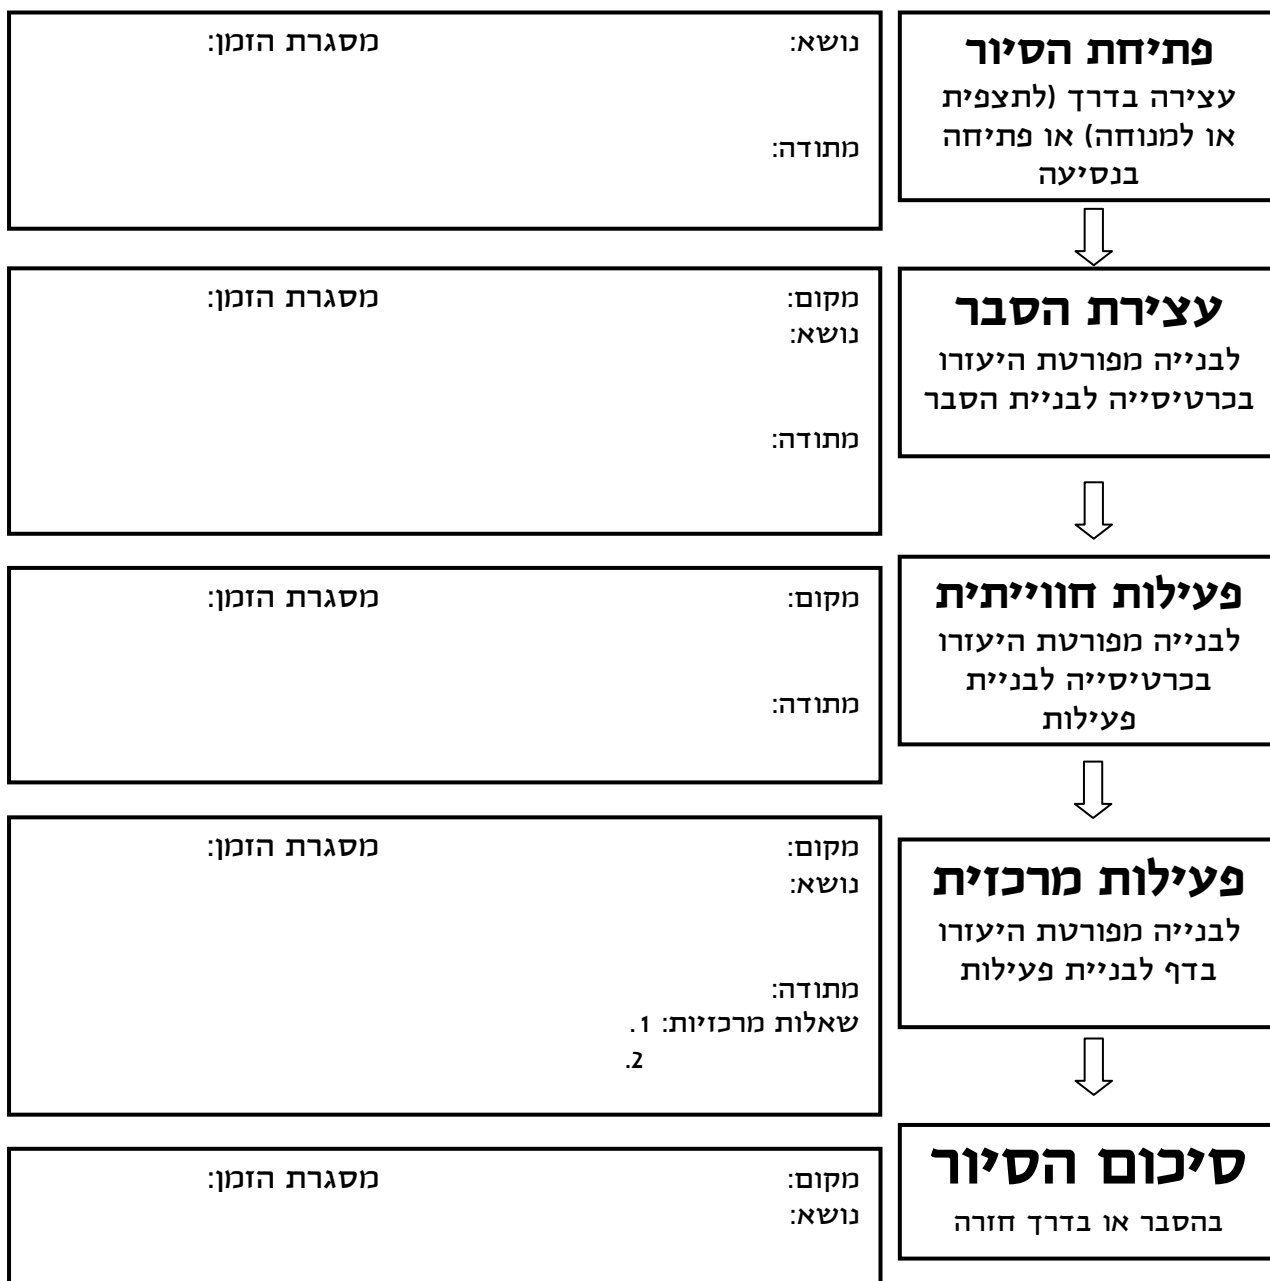 פתיחת הסיור
עצירה בדרך (לתצפית
או למנוחה) או פתיחה
בנסיעה
נושא: מסגרת הזמן:
מתודה:
עצירת הסבר
לבנייה מפורטת היעזרו
בכרטיסייה לבניית הסבר
מקום: מסגרת הזמן:
נושא:
מתודה:
פעילות חווייתית
לבנייה מפורטת היעזרו
בכרטיסייה לבניית
פעילות
מקום: מסגרת הזמן:
מתודה:
פעילות מרכזית
לבנייה מפורטת היעזרו
בדף לבניית פעילות
מקום: מסגרת הזמן:
נושא:
מתודה:
שאלות מרכזיות: 1.
2.
סיכום הסיור
בהסבר או בדרך חזרה
מקום: מסגרת הזמן:
נושא: